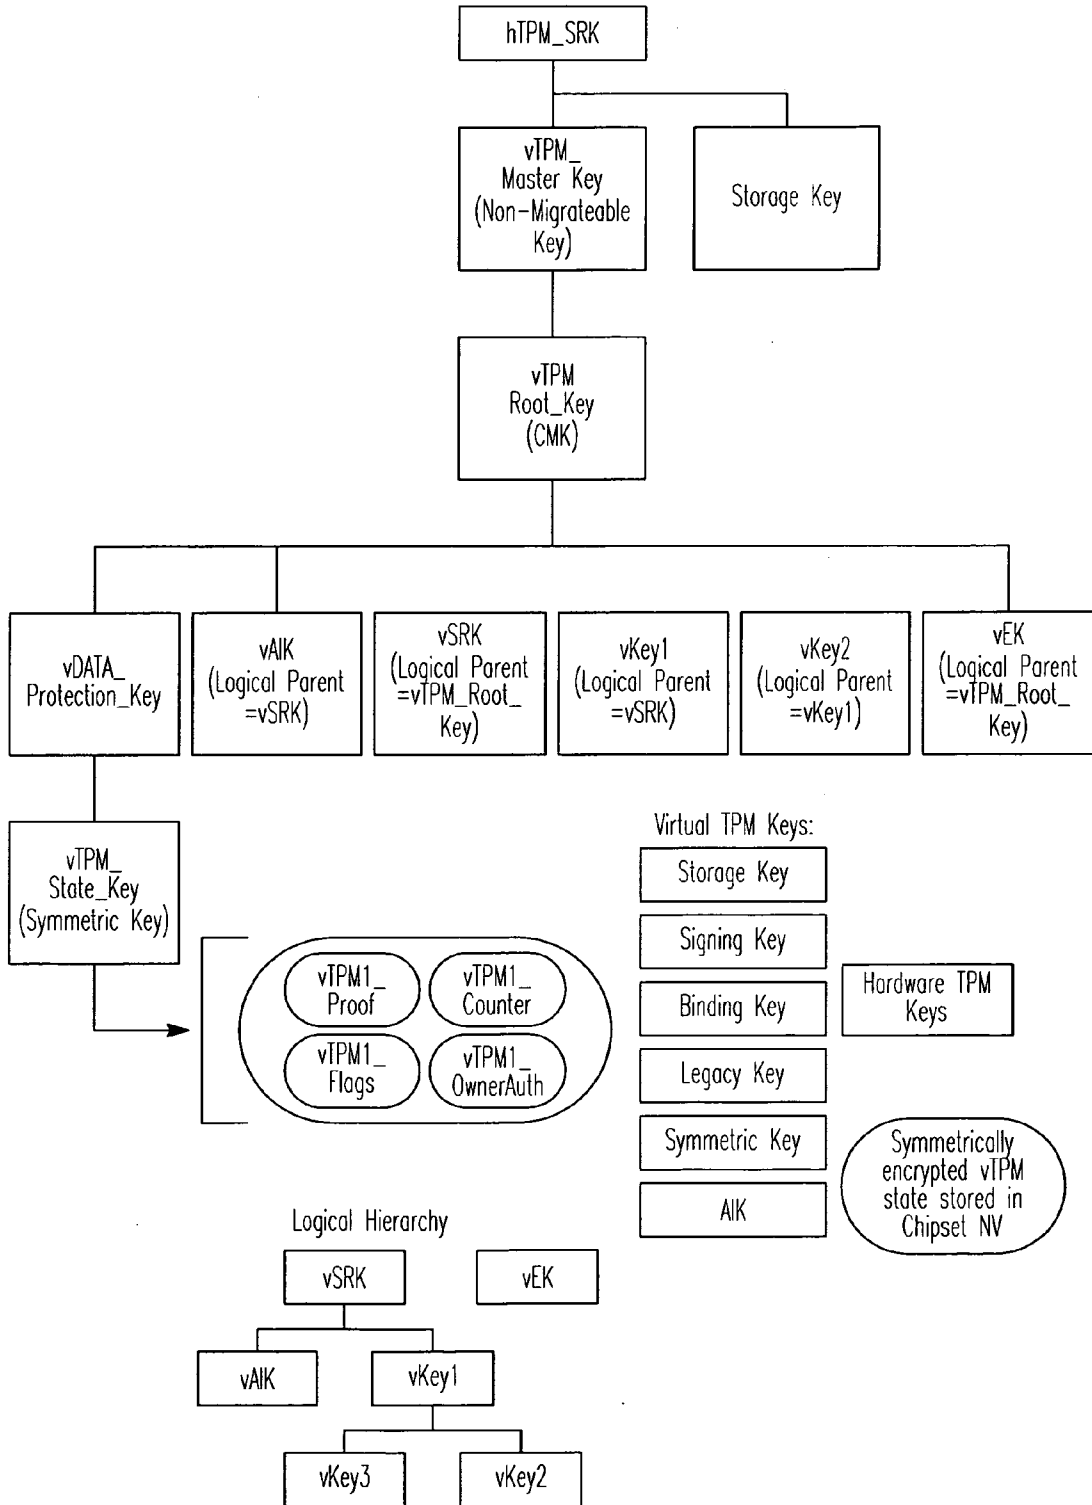 hTPM_SRK
vTPM_
Master Key
(Non-Migrateable
Key)
Storage Key
vTPM
Root_Key
(CMK)
vDATA_
Protection_Key
vAIK
(Logical Parent
=vSRK)
vSRK
(Logical Parent
=vTPM_Root_
Key)
vKey1
(Logical Parent
=vSRK)
vKey2
(Logical Parent
=vKey1)
vEK
(Logical Parent
=vTPM_Root_
Key)
vTPM_
State_Key
(Symmetric Key)
vTPM1_
Proof
vTPM1_
Counter
vTPM1_
Flags
vTPM1_
OwnerAuth
Virtual TPM Keys:
Storage Key
Signing Key
Binding Key
Legacy Key
Symmetric Key
AIK
Hardware TPM
Keys
Symmetrically
encrypted vTPM
state stored in
Chipset NV
Logical Hierarchy
vSRK
vEK
vAIK
vKey1
vKey3
vKey2